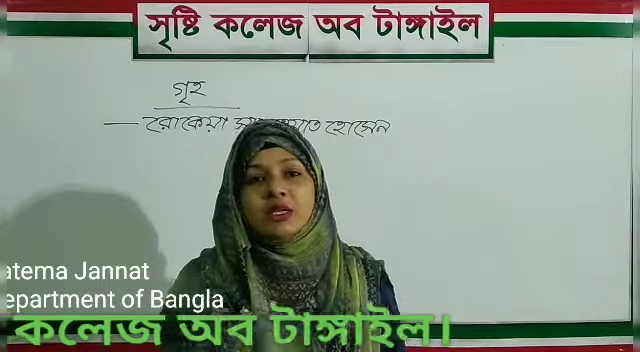 সৃষ্টি কলেজ অব টাঙ্গাইল
গৃহ
— রোকেয়া সাখাওয়াত হোসেন
atema Jannat
epartment of Bangla
কলেজ অব টাঙ্গাইল।